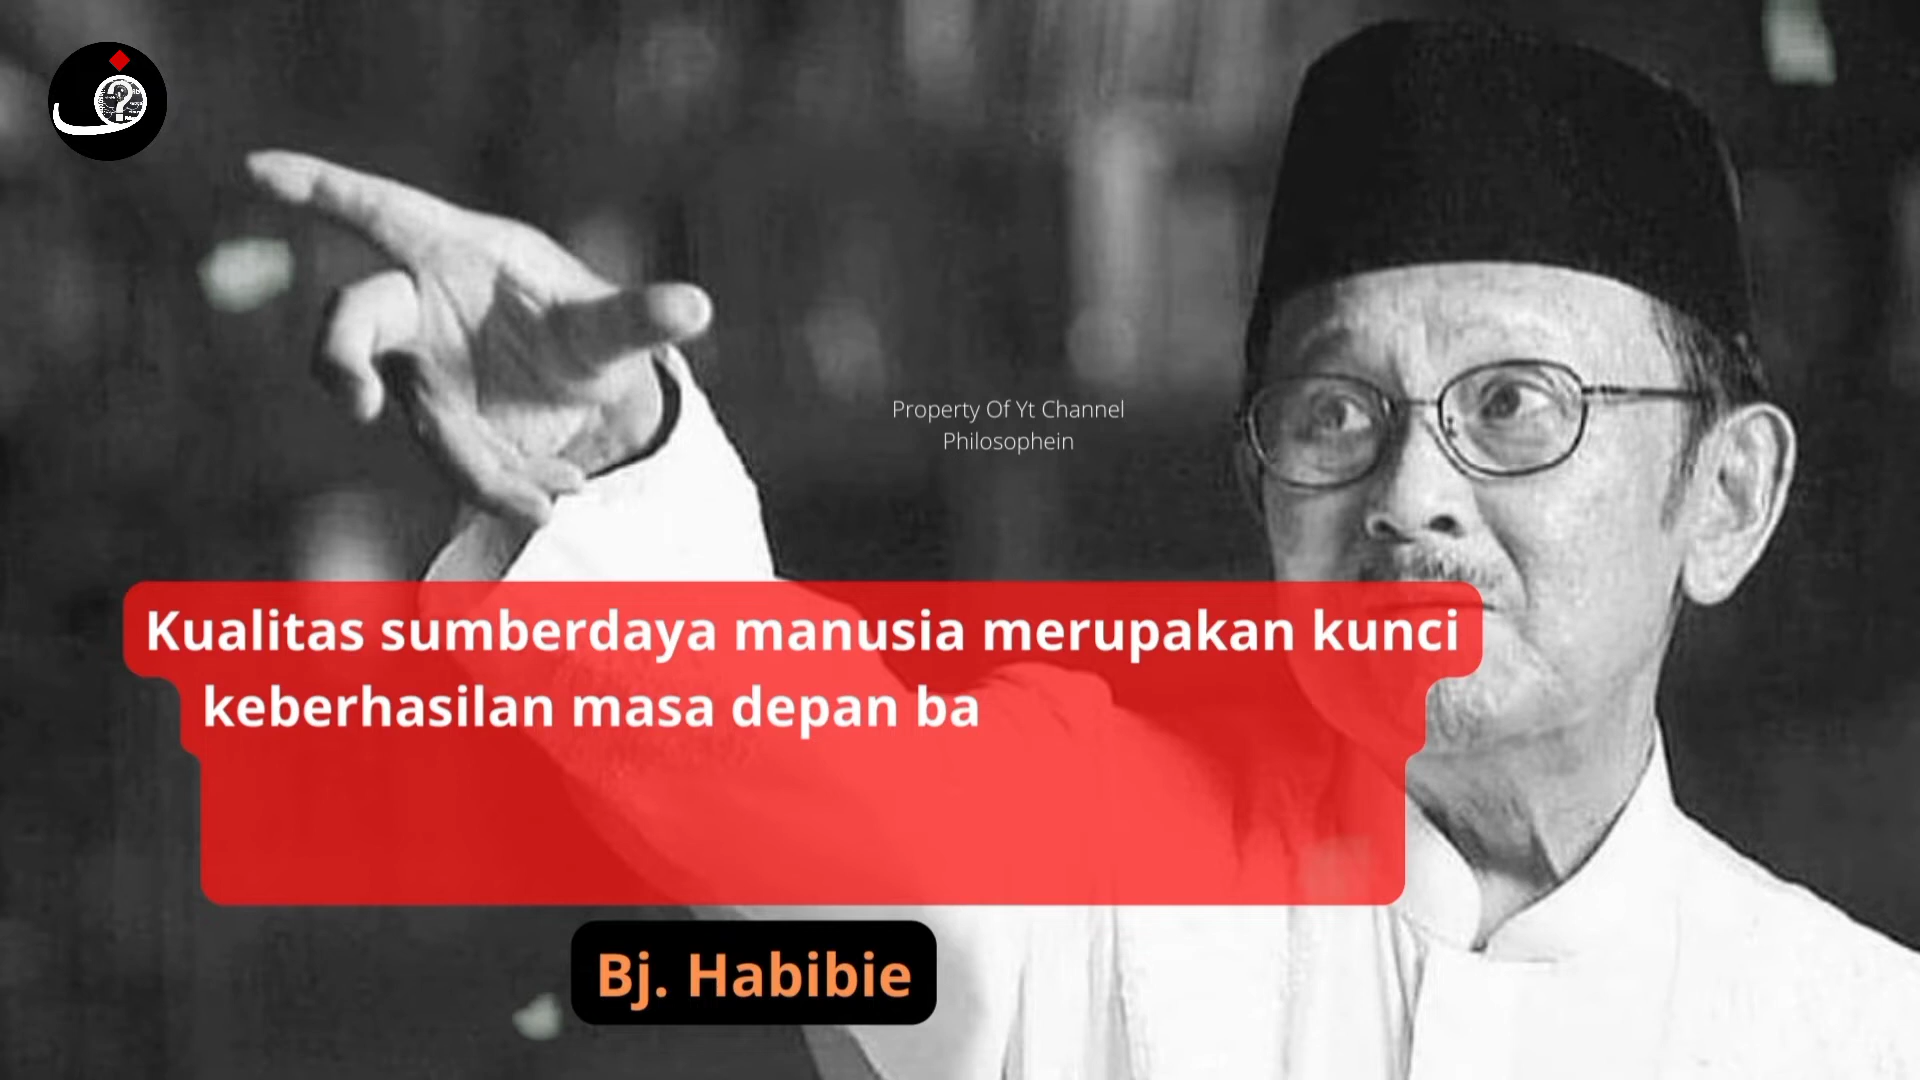 Property Of Yt Channel
Philosophein
Kualitas sumberdaya manusia merupakan kunci
keberhasilan masa depan ba
Bj. Habibie